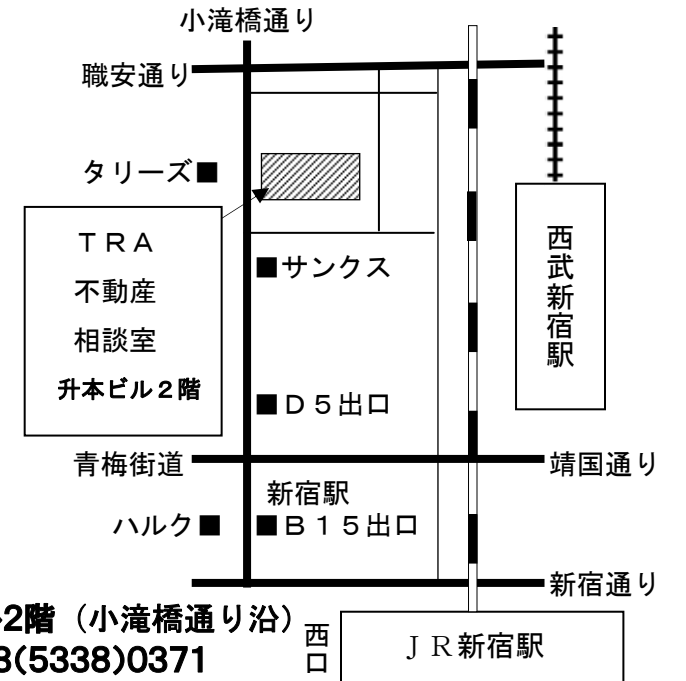 小滝橋通り
職安通り
タリーズ■
ＴＲＡ
不動産
相談室
升本ビル２階
■サンクス
西武新宿駅
■Ｄ５出口
青梅街道
靖国通り
新宿駅
ハルク■
■Ｂ１５出口
新宿通り
2階（小滝橋通り沿）
(5338)0371
西口
ＪＲ新宿駅